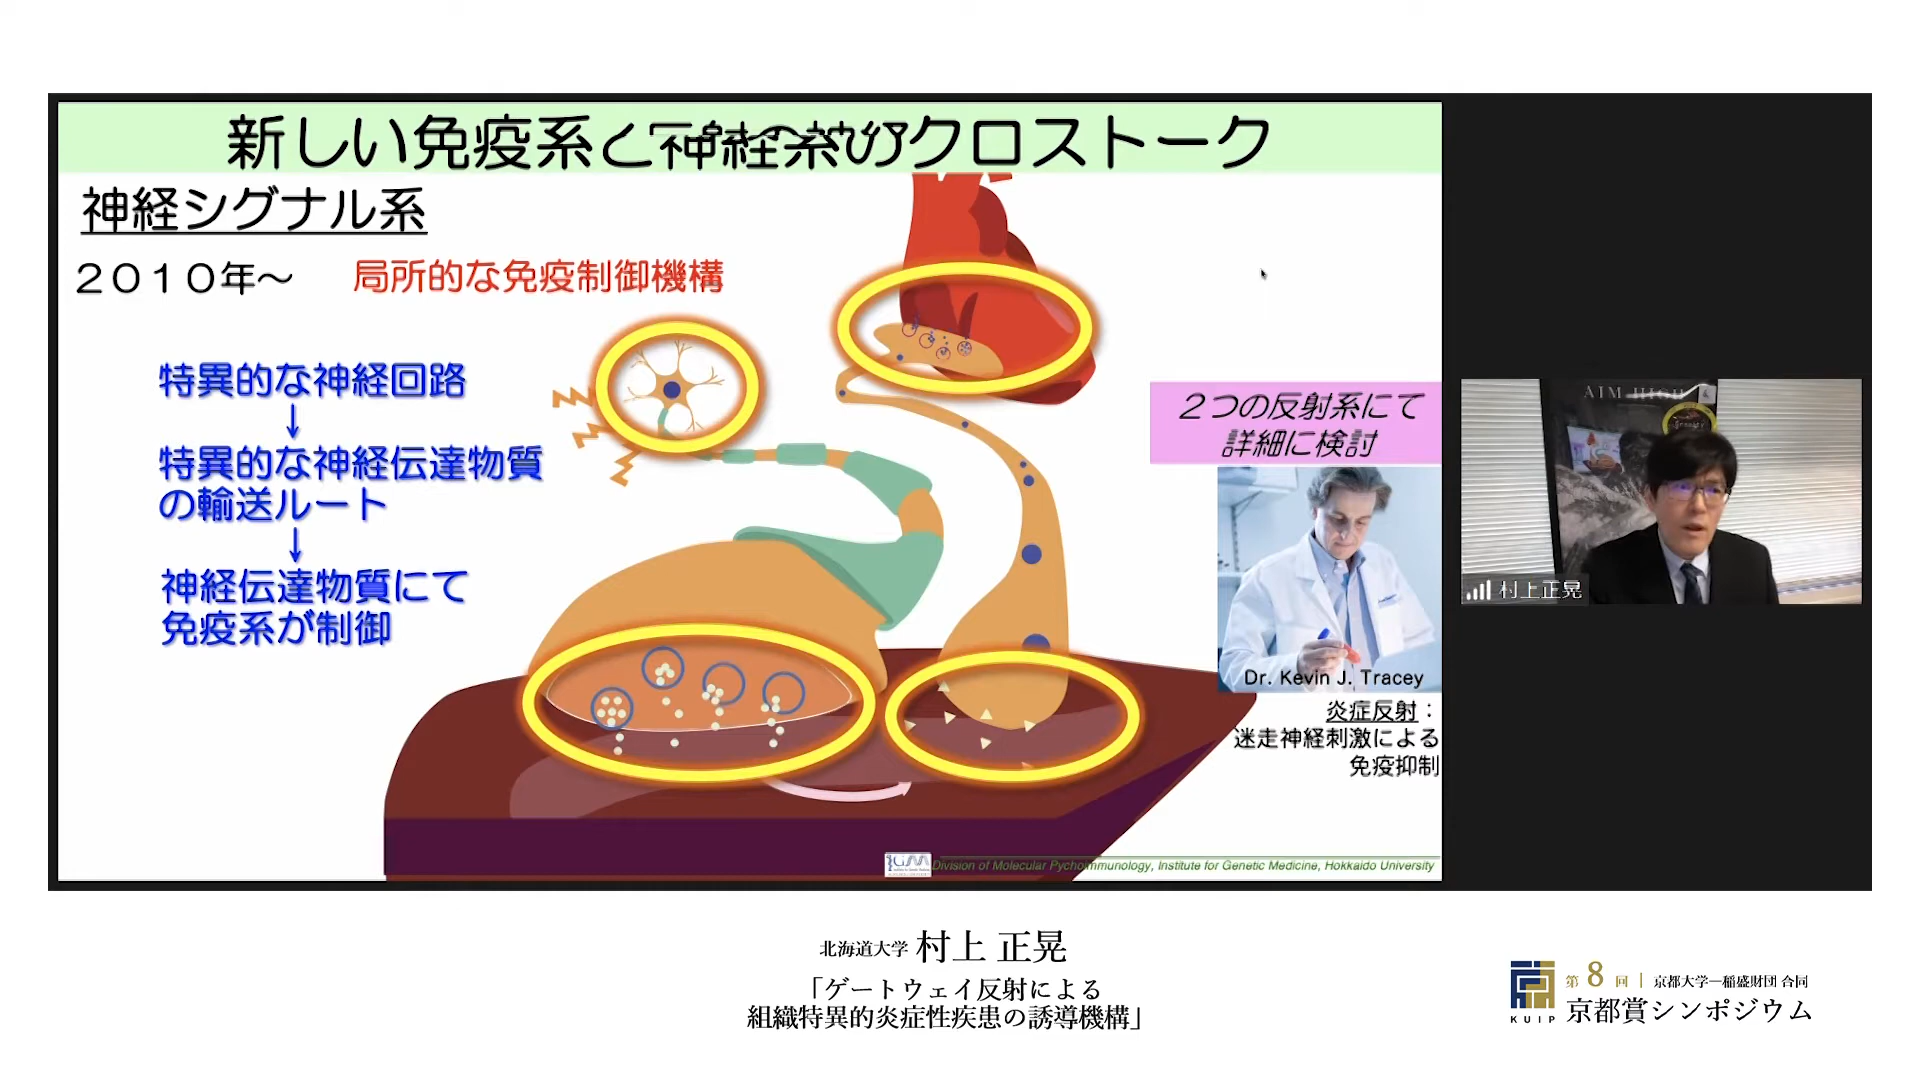 新しい免疫系と神経系のクロストーク
神経シグナル系
２０１０年～
局所的な免疫制御機構
特異的な神経回路
↓
特異的な神経伝達物質
の輸送ルート
↓
神経伝達物質にて
免疫系が制御
２つの反射系にて
詳細に検討
Dr. Kevin J. Tracey
炎症反射：
迷走神経刺激による
免疫抑制
IGM
Division of Molecular Pychoimmunology, Institute for Genetic Medicine, Hokkaido University
AIM HIGH
村上正晃
北海道大学 村上 正晃
「ゲートウェイ反射による
組織特異的炎症性疾患の誘導機構」
KUIP
第8回 | 京都大学―稲盛財団 合同
京都賞シンポジウム